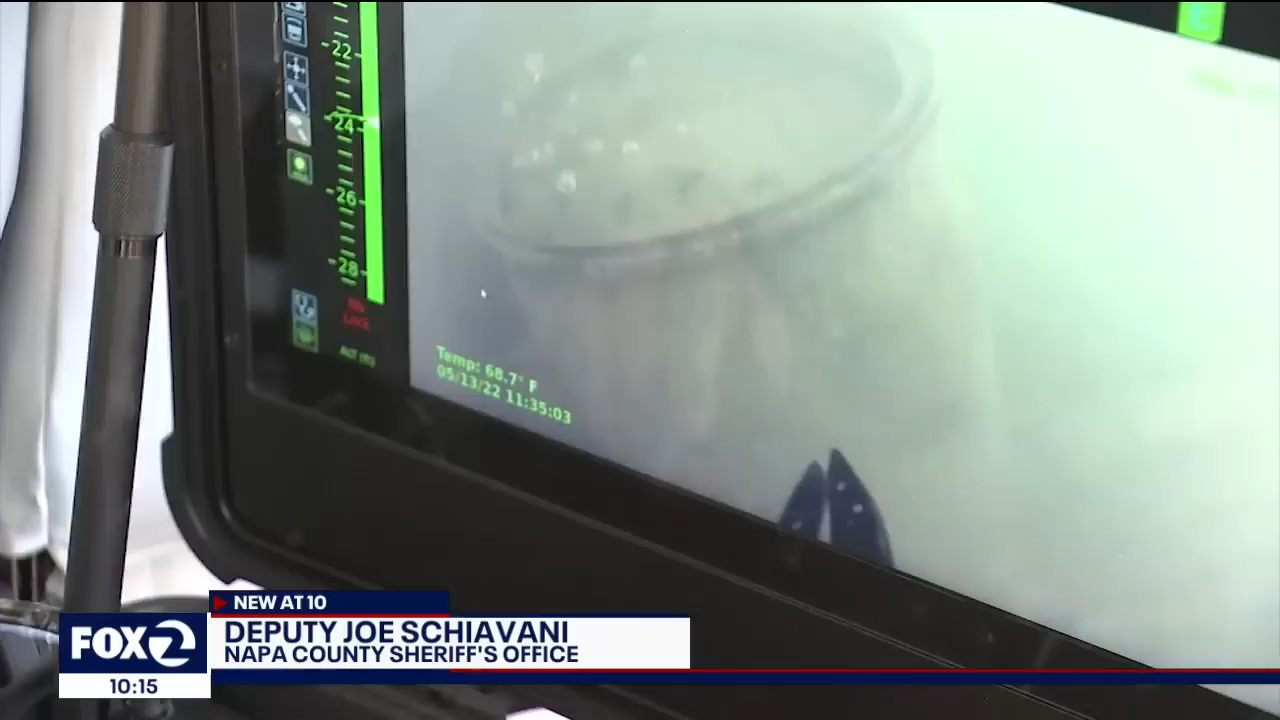 -22
-24
-26
-28
Temp: 68.7° F
05/13/22 11:35:03
NEW AT 10
DEPUTY JOE SCHIAVANI
NAPA COUNTY SHERIFF'S OFFICE
FOX 2
10:15